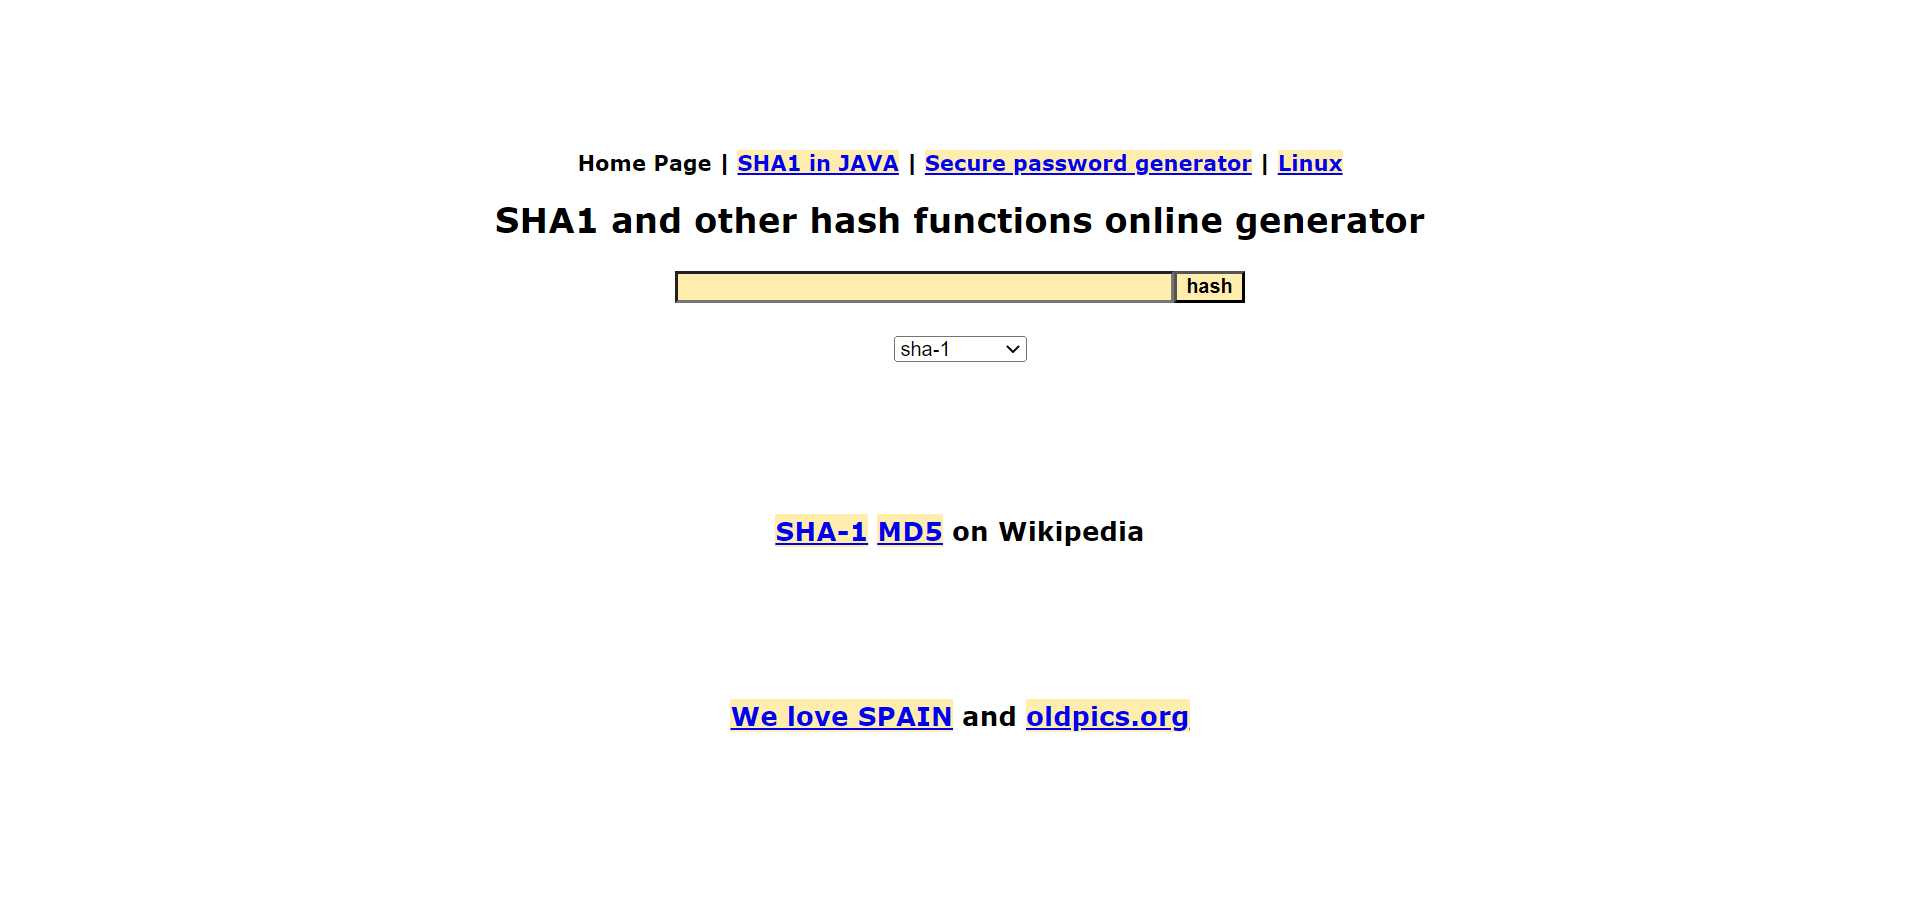 Home Page | SHA1 in JAVA | Secure password generator | Linux
SHA1 and other hash functions online generator
hash
sha-1
SHA-1 MD5 on Wikipedia
We love SPAIN and oldpics.org